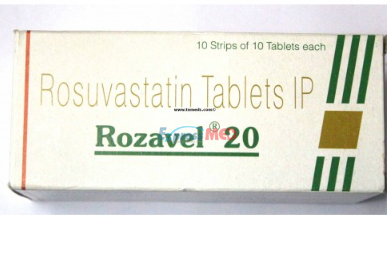 10 Strips of 10 Tablets each
Rosuvastatin Tablets IP
Rozavel® 20